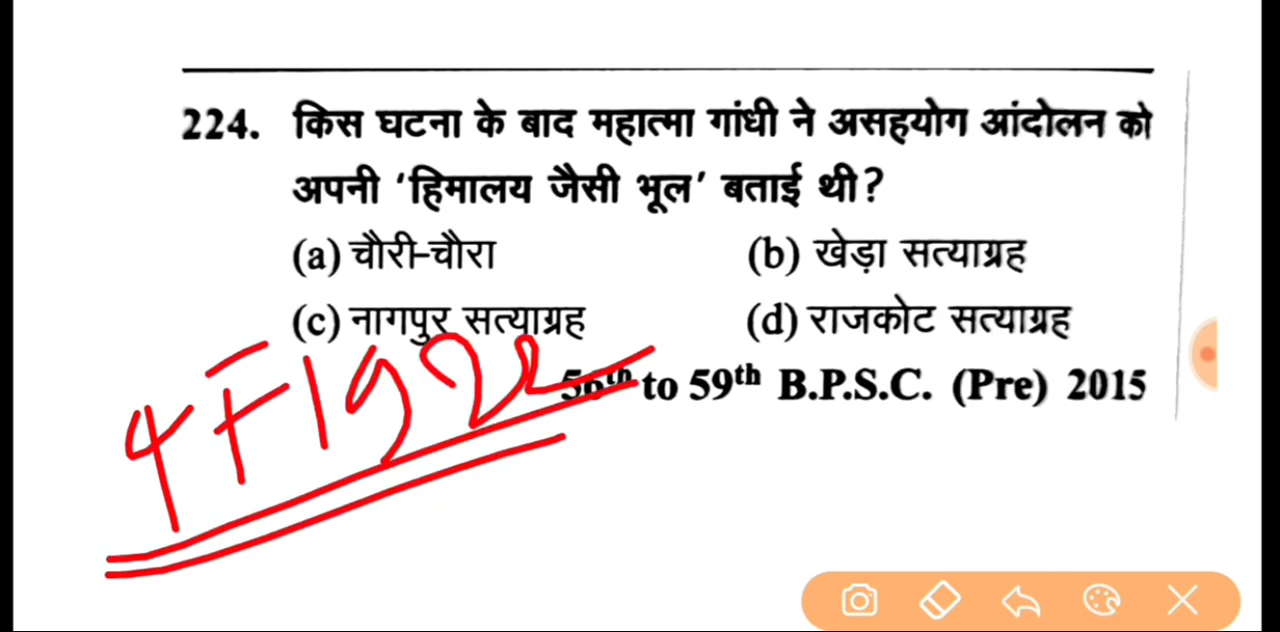 224. किस घटना के बाद महात्मा गांधी ने असहयोग आंदोलन को
अपनी ‘हिमालय जैसी भूल’ बताई थी?
(a) चौरी-चौरा (b) खेड़ा सत्याग्रह
(c) नागपुर सत्याग्रह (d) राजकोट सत्याग्रह
56th to 59th B.P.S.C. (Pre) 2015
4 F 1922